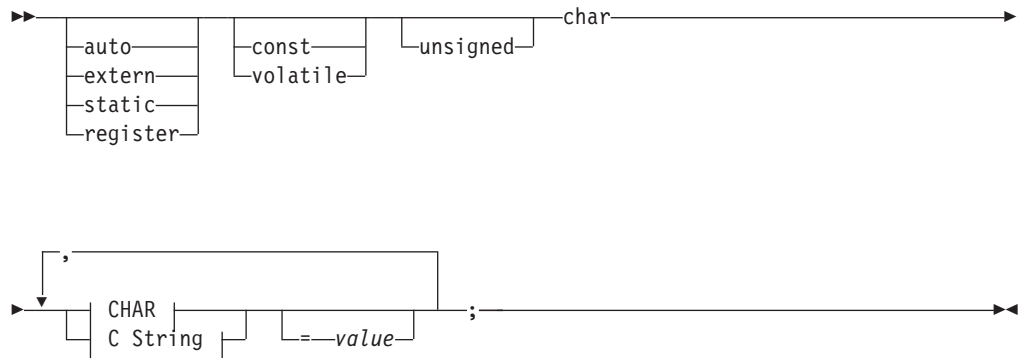 char
auto const unsigned
extern volatile
static
register
,
CHAR ;
C String = value